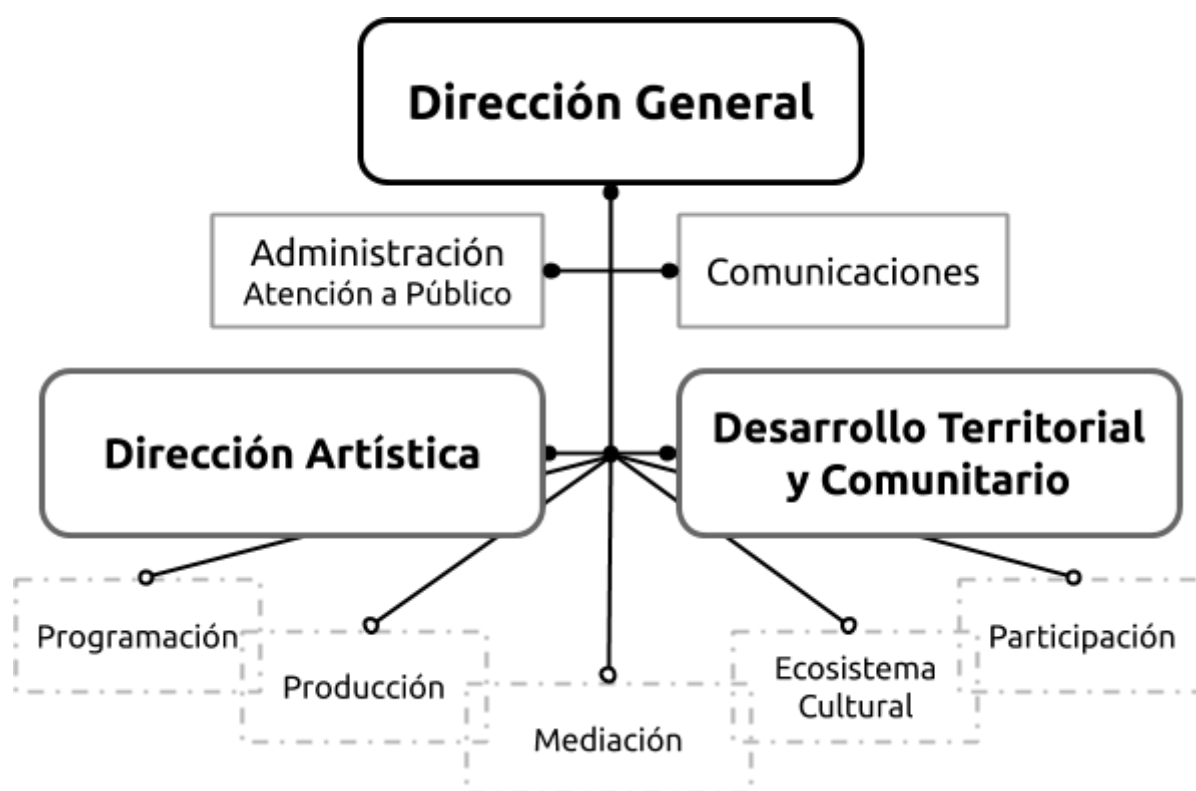 Dirección General
Administración
Atención a Público
Comunicaciones
Dirección Artística
Desarrollo Territorial
y Comunitario
Programación
Producción
Mediación
Ecosistema
Cultural
Participación